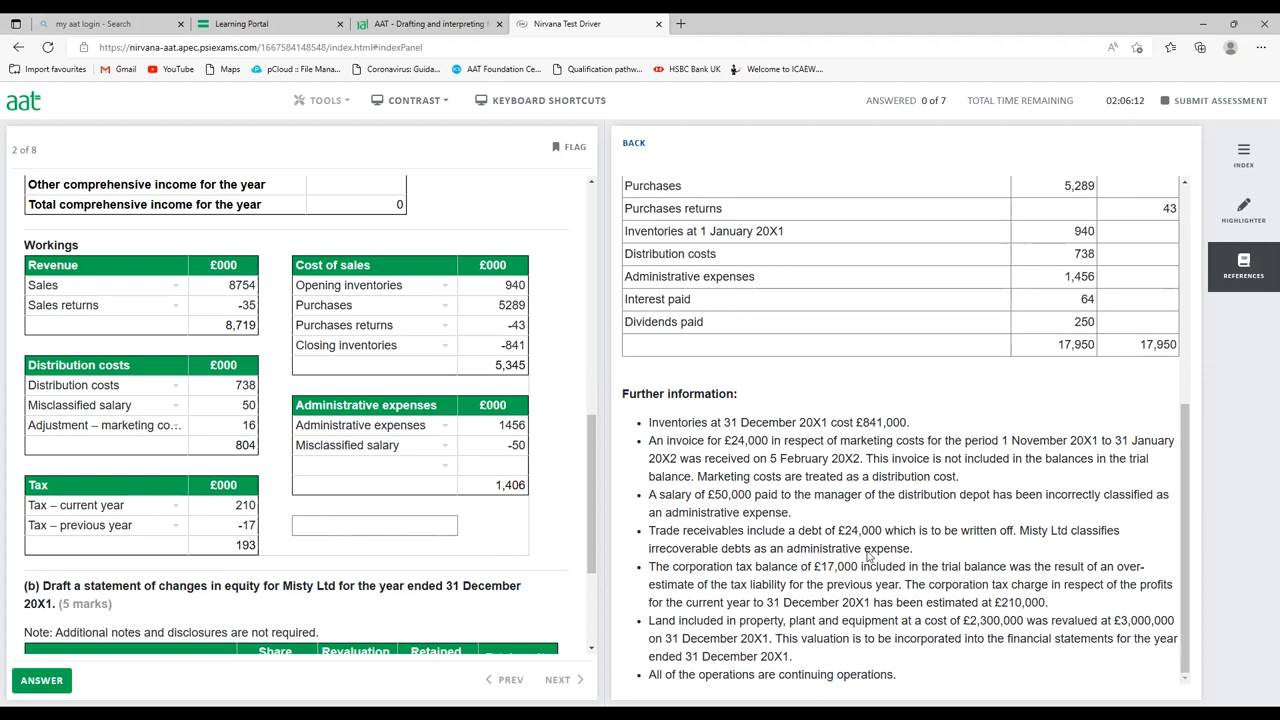 my aat login - Search
Learning Portal
AAT - Drafting and interpreting f
Nirvana Test Driver
https://nirvana-aat.apec.psiexams.com/1667584148548/index.html#indexPanel
Import favourites Gmail YouTube Maps pCloud :: File Mana... Coronavirus: Guida... AAT Foundation Ce... Qualification pathw... HSBC Bank UK Welcome to ICAEW....
aat
TOOLS CONTRAST KEYBOARD SHORTCUTS ANSWERED 0 of 7 TOTAL TIME REMAINING 02:06:12 SUBMIT ASSESSMENT
2 of 8 FLAG
Other comprehensive income for the year
Total comprehensive income for the year 0
Workings
Revenue £000
Sales 8754
Sales returns -35
8,719
Cost of sales £000
Opening inventories 940
Purchases 5289
Purchases returns -43
Closing inventories -841
5,345
Distribution costs £000
Distribution costs 738
Misclassified salary 50
Adjustment – marketing co... 16
804
Administrative expenses £000
Administrative expenses 1456
Misclassified salary -50
1,406
Tax £000
Tax – current year 210
Tax – previous year -17
193
(b) Draft a statement of changes in equity for Misty Ltd for the year ended 31 December
20X1. (5 marks)
Note: Additional notes and disclosures are not required.
Share Revaluation Retained
ANSWER PREV NEXT
BACK
Purchases 5,289
Purchases returns 43
Inventories at 1 January 20X1 940
Distribution costs 738
Administrative expenses 1,456
Interest paid 64
Dividends paid 250
17,950 17,950
Further information:
• Inventories at 31 December 20X1 cost £841,000.
• An invoice for £24,000 in respect of marketing costs for the period 1 November 20X1 to 31 January
20X2 was received on 5 February 20X2. This invoice is not included in the balances in the trial
balance. Marketing costs are treated as a distribution cost.
• A salary of £50,000 paid to the manager of the distribution depot has been incorrectly classified as
an administrative expense.
• Trade receivables include a debt of £24,000 which is to be written off. Misty Ltd classifies
irrecoverable debts as an administrative expense.
• The corporation tax balance of £17,000 included in the trial balance was the result of an over-
estimate of the tax liability for the previous year. The corporation tax charge in respect of the profits
for the current year to 31 December 20X1 has been estimated at £210,000.
• Land included in property, plant and equipment at a cost of £2,300,000 was revalued at £3,000,000
on 31 December 20X1. This valuation is to be incorporated into the financial statements for the year
ended 31 December 20X1.
• All of the operations are continuing operations.
INDEX
HIGHLIGHTER
REFERENCES